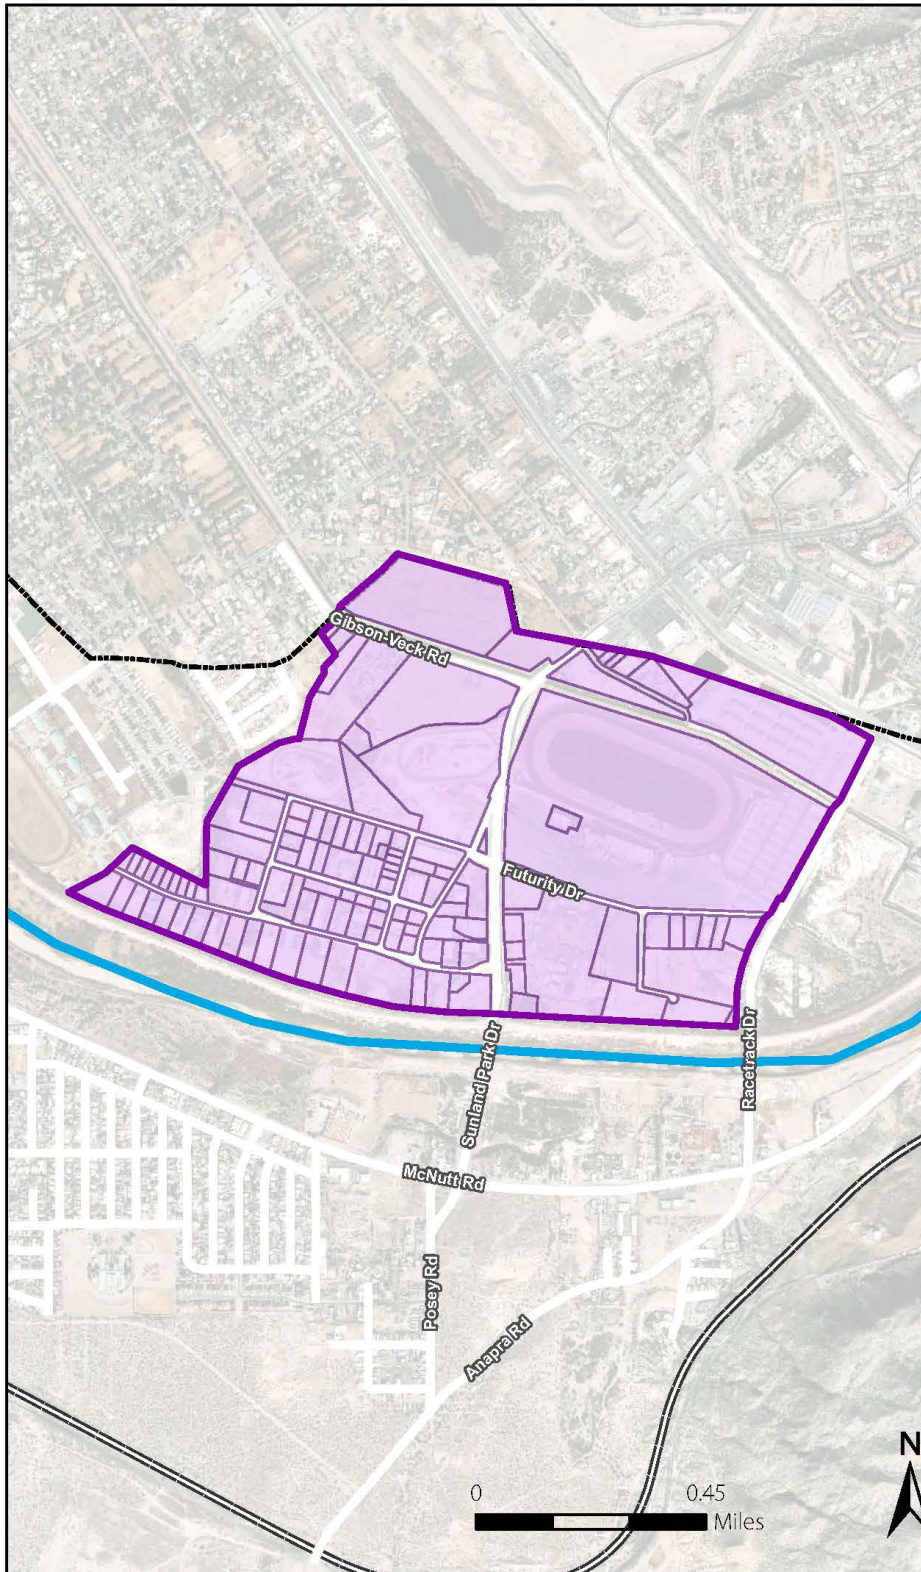 Gibson-Veck Rd
Futurity Dr
Sunland Park Dr
Racetrack Dr
McNutt Rd
Posey Rd
Anapra Rd
N
0 0.45
Miles